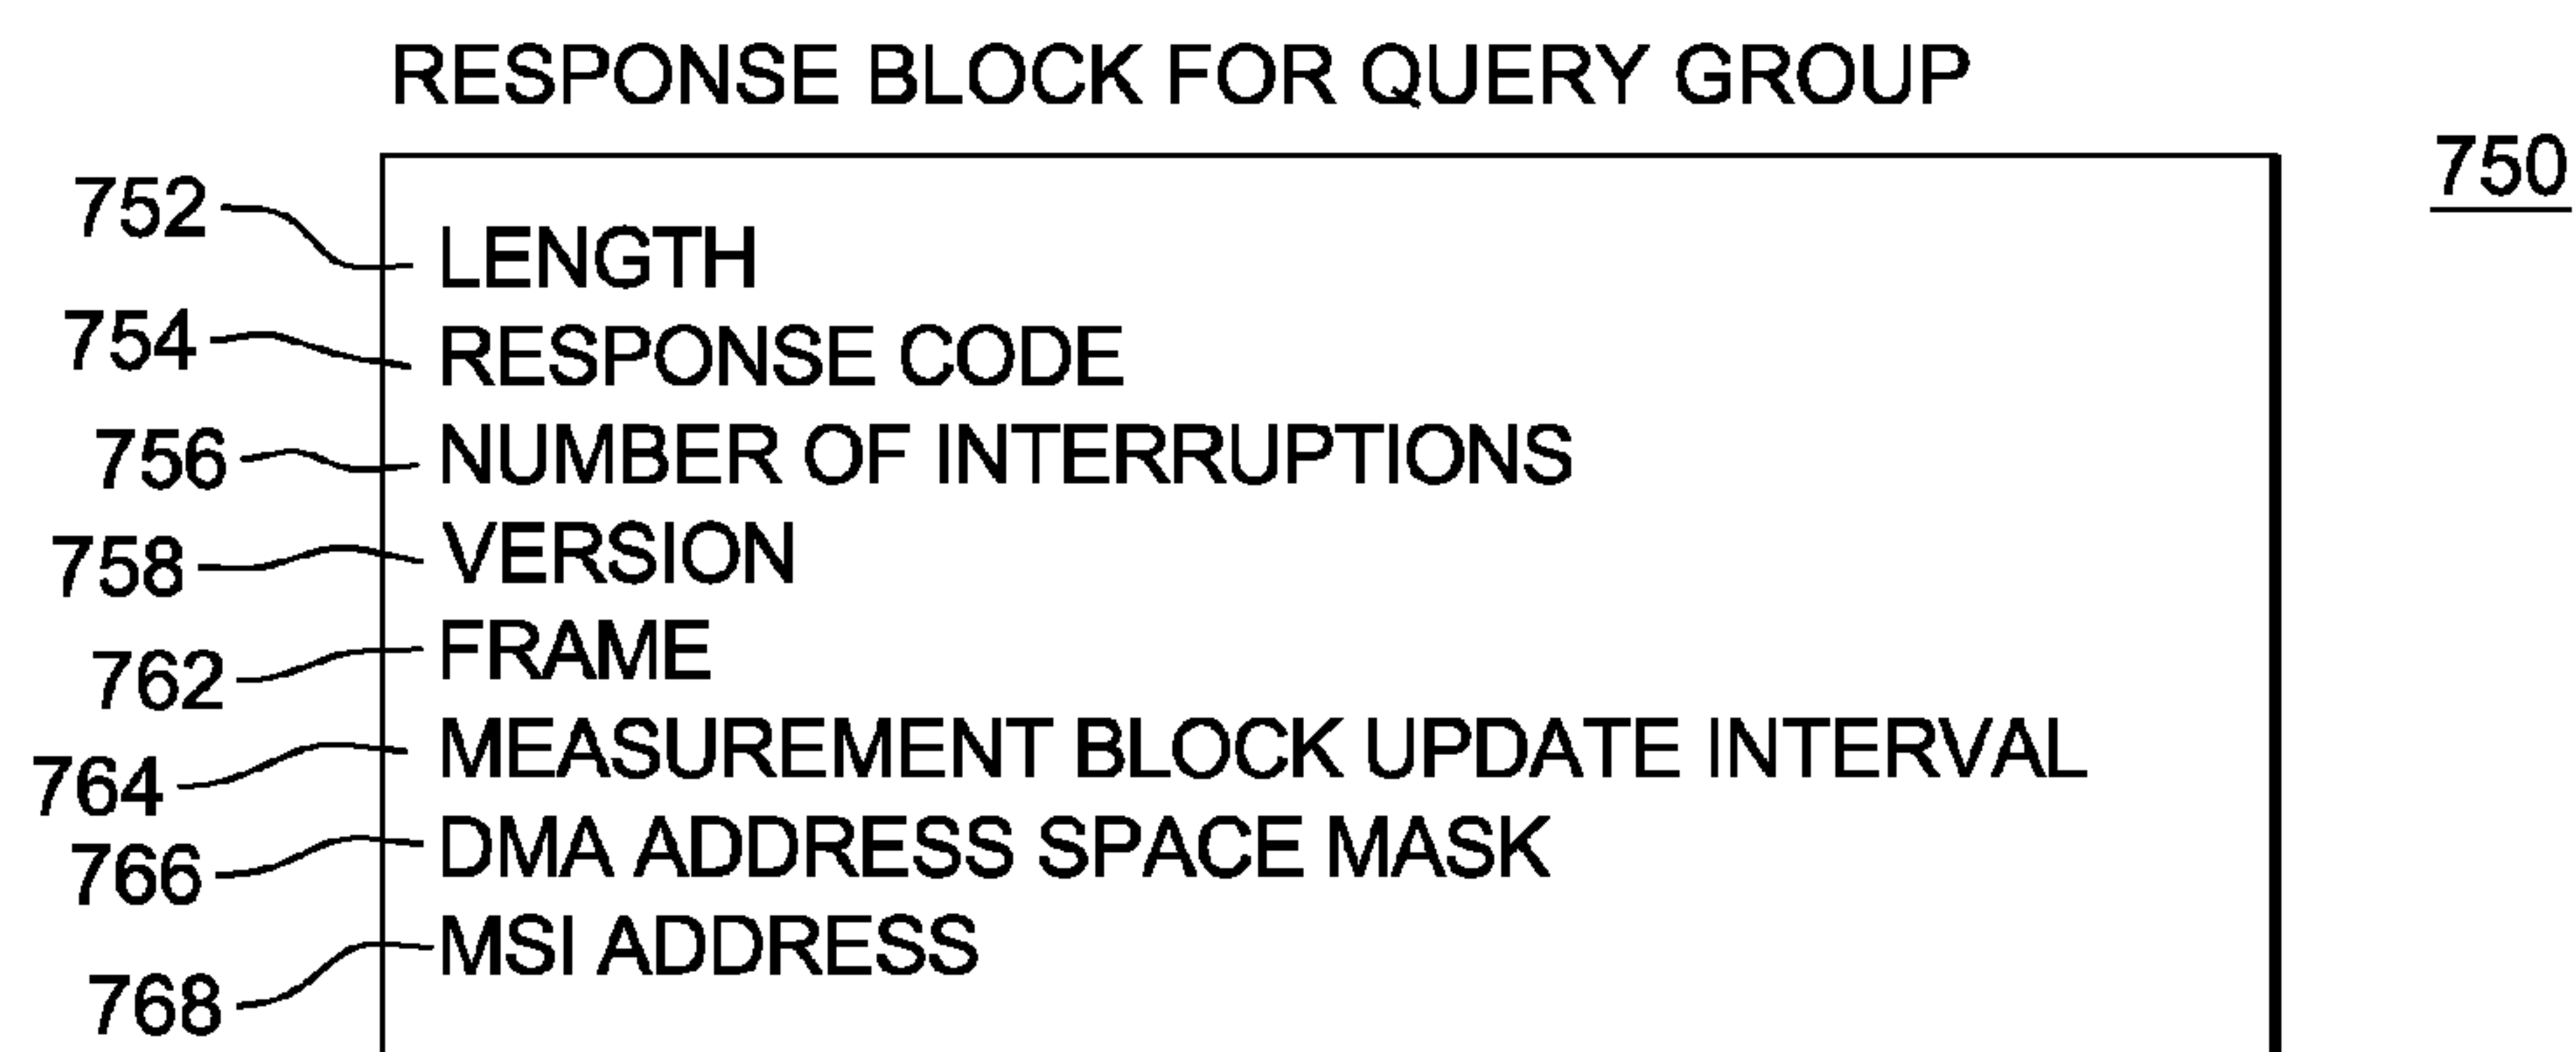 RESPONSE BLOCK FOR QUERY GROUP
750
752 LENGTH
754 RESPONSE CODE
756 NUMBER OF INTERRUPTIONS
758 VERSION
762 FRAME
764 MEASUREMENT BLOCK UPDATE INTERVAL
766 DMA ADDRESS SPACE MASK
768 MSI ADDRESS